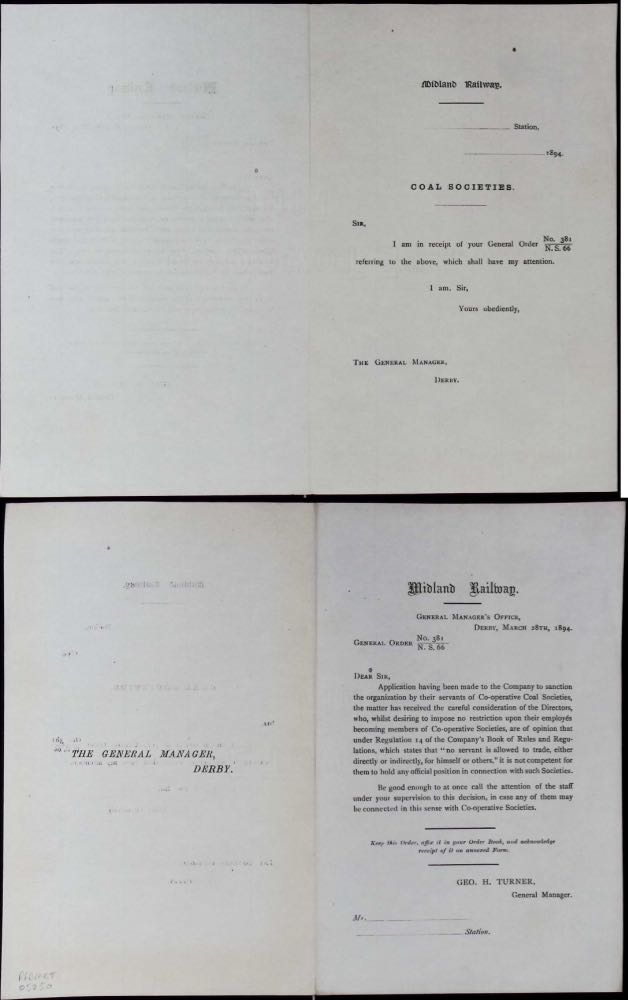 Midland Railway.
Station,
1894.
COAL SOCIETIES.
SIR,
I am in receipt of your General Order No. 381
N.S. 66
referring to the above, which shall have my attention.
I am, Sir,
Yours obediently,
THE GENERAL MANAGER,
DERBY.
THE GENERAL MANAGER,
DERBY.
Midland Railway.
GENERAL MANAGER'S OFFICE,
DERBY, MARCH 28TH, 1894.
GENERAL ORDER No. 381
N. S. 66
DEAR SIR,
Application having been made to the Company to sanction
the organization by their servants of Co-operative Coal Societies,
the matter has received the careful consideration of the Directors,
who, whilst desiring to impose no restriction upon their employés
becoming members of Co-operative Societies, are of opinion that
under Regulation 14 of the Company's Book of Rules and Regu-
lations, which states that "no servant is allowed to trade, either
directly or indirectly, for himself or others," it is not competent for
them to hold any official position in connection with such Societies.
Be good enough to at once call the attention of the staff
under your supervision to this decision, in case any of them may
be connected in this sense with Co-operative Societies.
Keep this Order, affix it in your Order Book, and acknowledge
receipt of it on annexed Form.
GEO. H. TURNER,
General Manager.
Mr.
Station.
05250